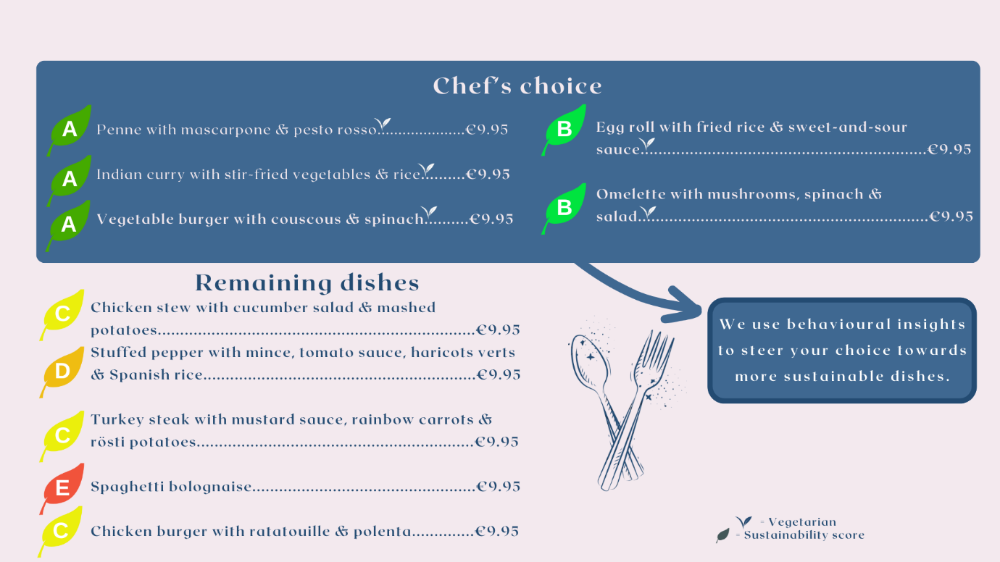 Chef's choice
A Penne with mascarpone & pesto rosso.....................€9.95
A Indian curry with stir-fried vegetables & rice..........€9.95
A Vegetable burger with couscous & spinach..........€9.95
B Egg roll with fried rice & sweet-and-sour
sauce.................................................................€9.95
B Omelette with mushrooms, spinach &
salad.................................................................€9.95
Remaining dishes
C Chicken stew with cucumber salad & mashed
potatoes........................................................................€9.95
D Stuffed pepper with mince, tomato sauce, haricots verts
& Spanish rice..............................................................€9.95
C Turkey steak with mustard sauce, rainbow carrots &
rösti potatoes...............................................................€9.95
E Spaghetti bolognaise..................................................€9.95
C Chicken burger with ratatouille & polenta..............€9.95
We use behavioural insights
to steer your choice towards
more sustainable dishes.
= Vegetarian
= Sustainability score